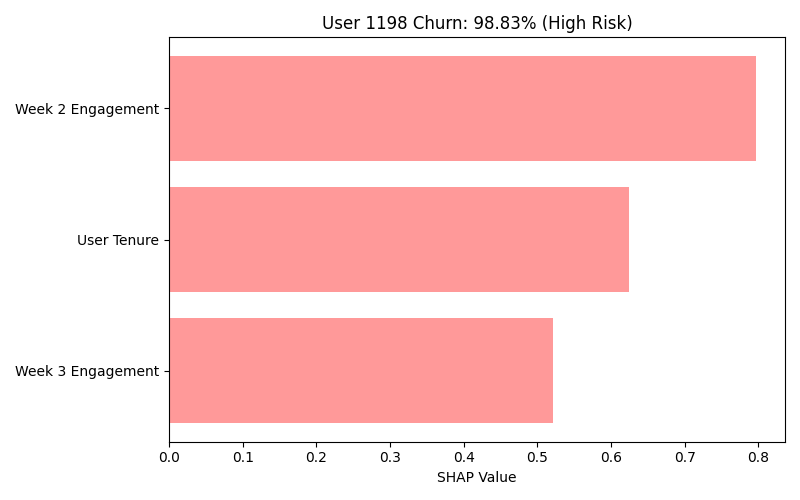 User 1198 Churn: 98.83% (High Risk)
Week 2 Engagement
User Tenure
Week 3 Engagement
0.0 0.1 0.2 0.3 0.4 0.5 0.6 0.7 0.8
SHAP Value